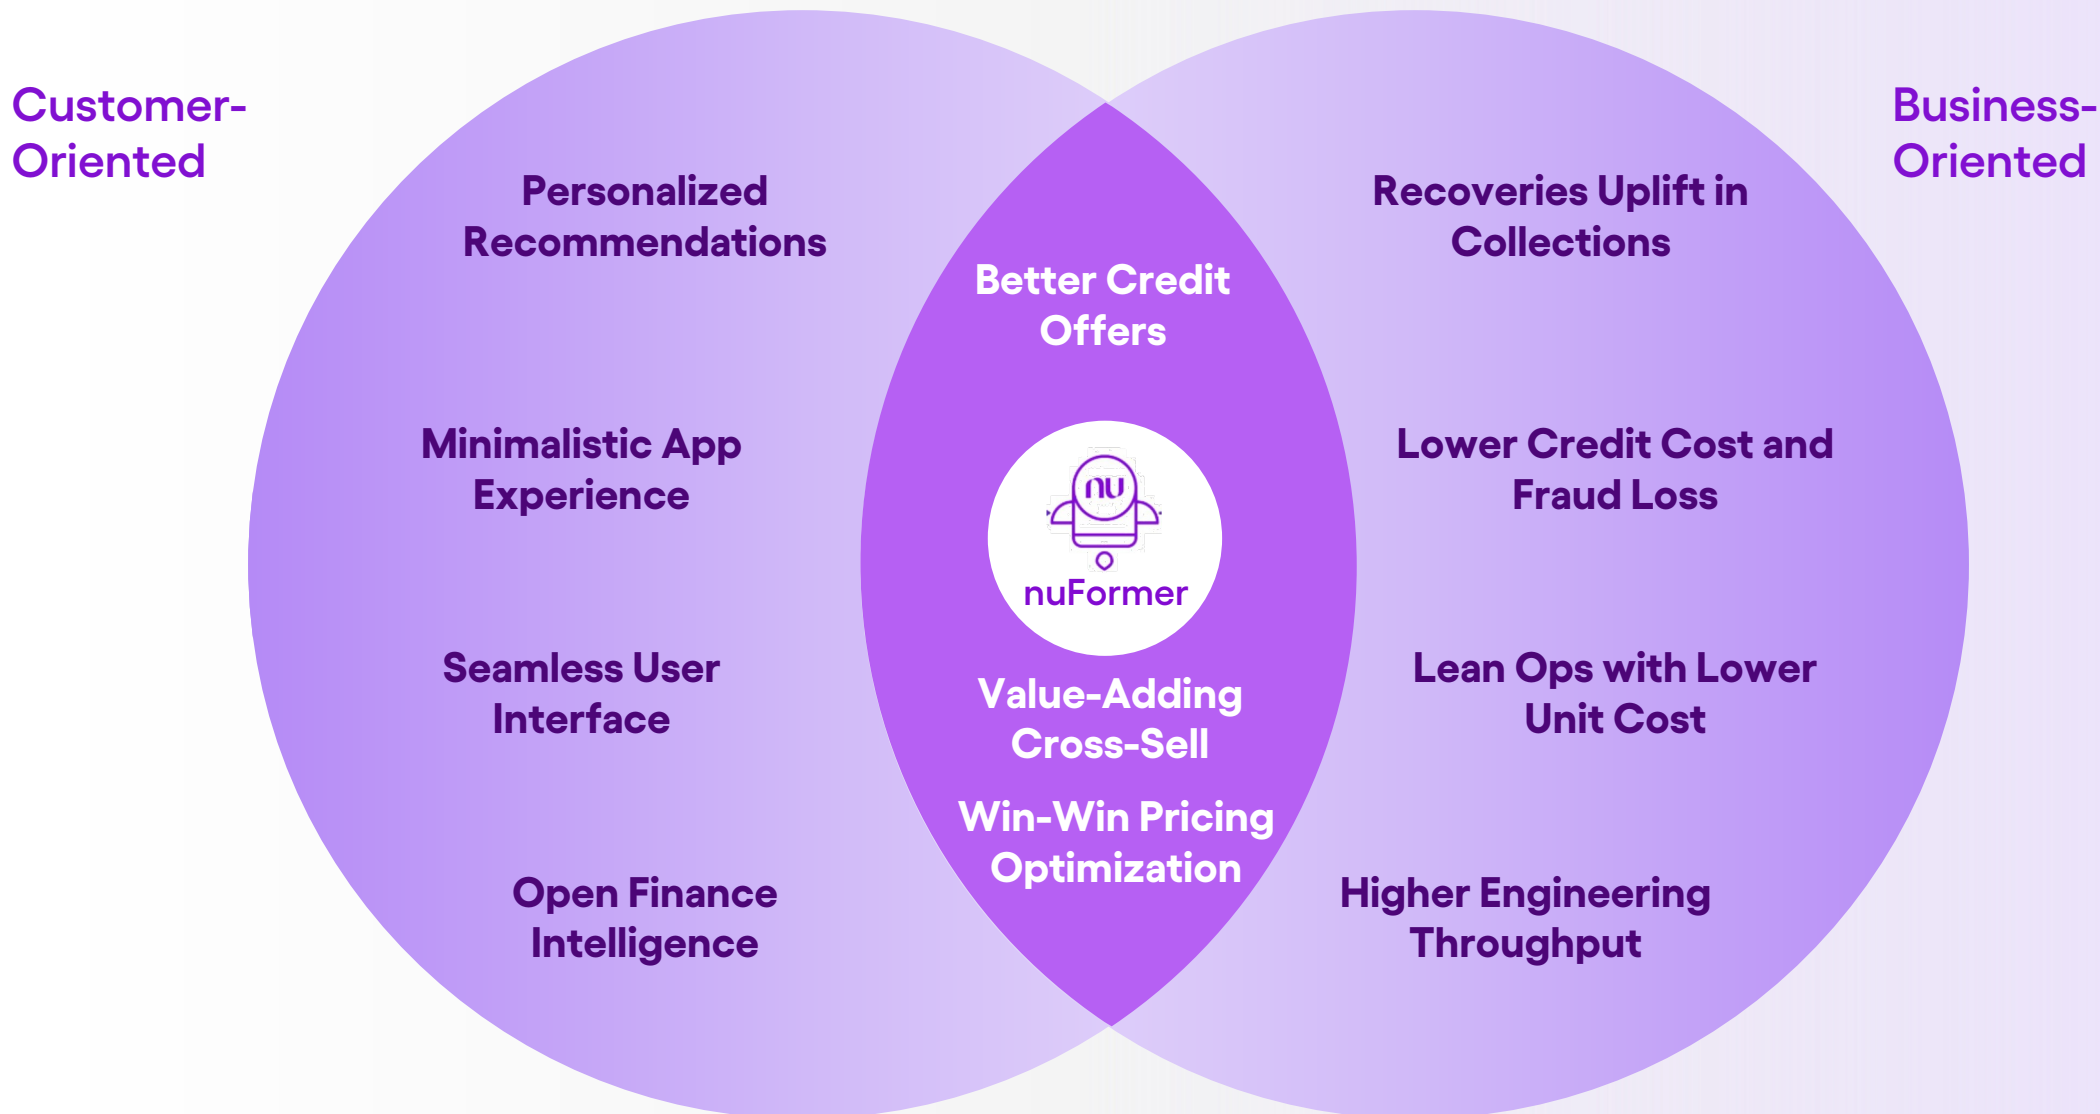 Customer-
Oriented
Personalized
Recommendations
Minimalistic App
Experience
Seamless User
Interface
Open Finance
Intelligence
Better Credit
Offers
nu
nuFormer
Value-Adding
Cross-Sell
Win-Win Pricing
Optimization
Business-
Oriented
Recoveries Uplift in
Collections
Lower Credit Cost and
Fraud Loss
Lean Ops with Lower
Unit Cost
Higher Engineering
Throughput